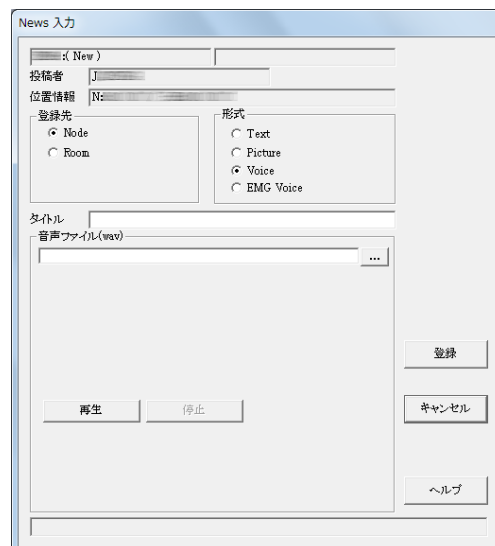 News 入力
:( New )
投稿者 J
位置情報 N:
登録先
Node
Room
形式
Text
Picture
Voice
EMG Voice
タイトル
音声ファイル(wav)
...
登録
再生 停止
キャンセル
ヘルプ